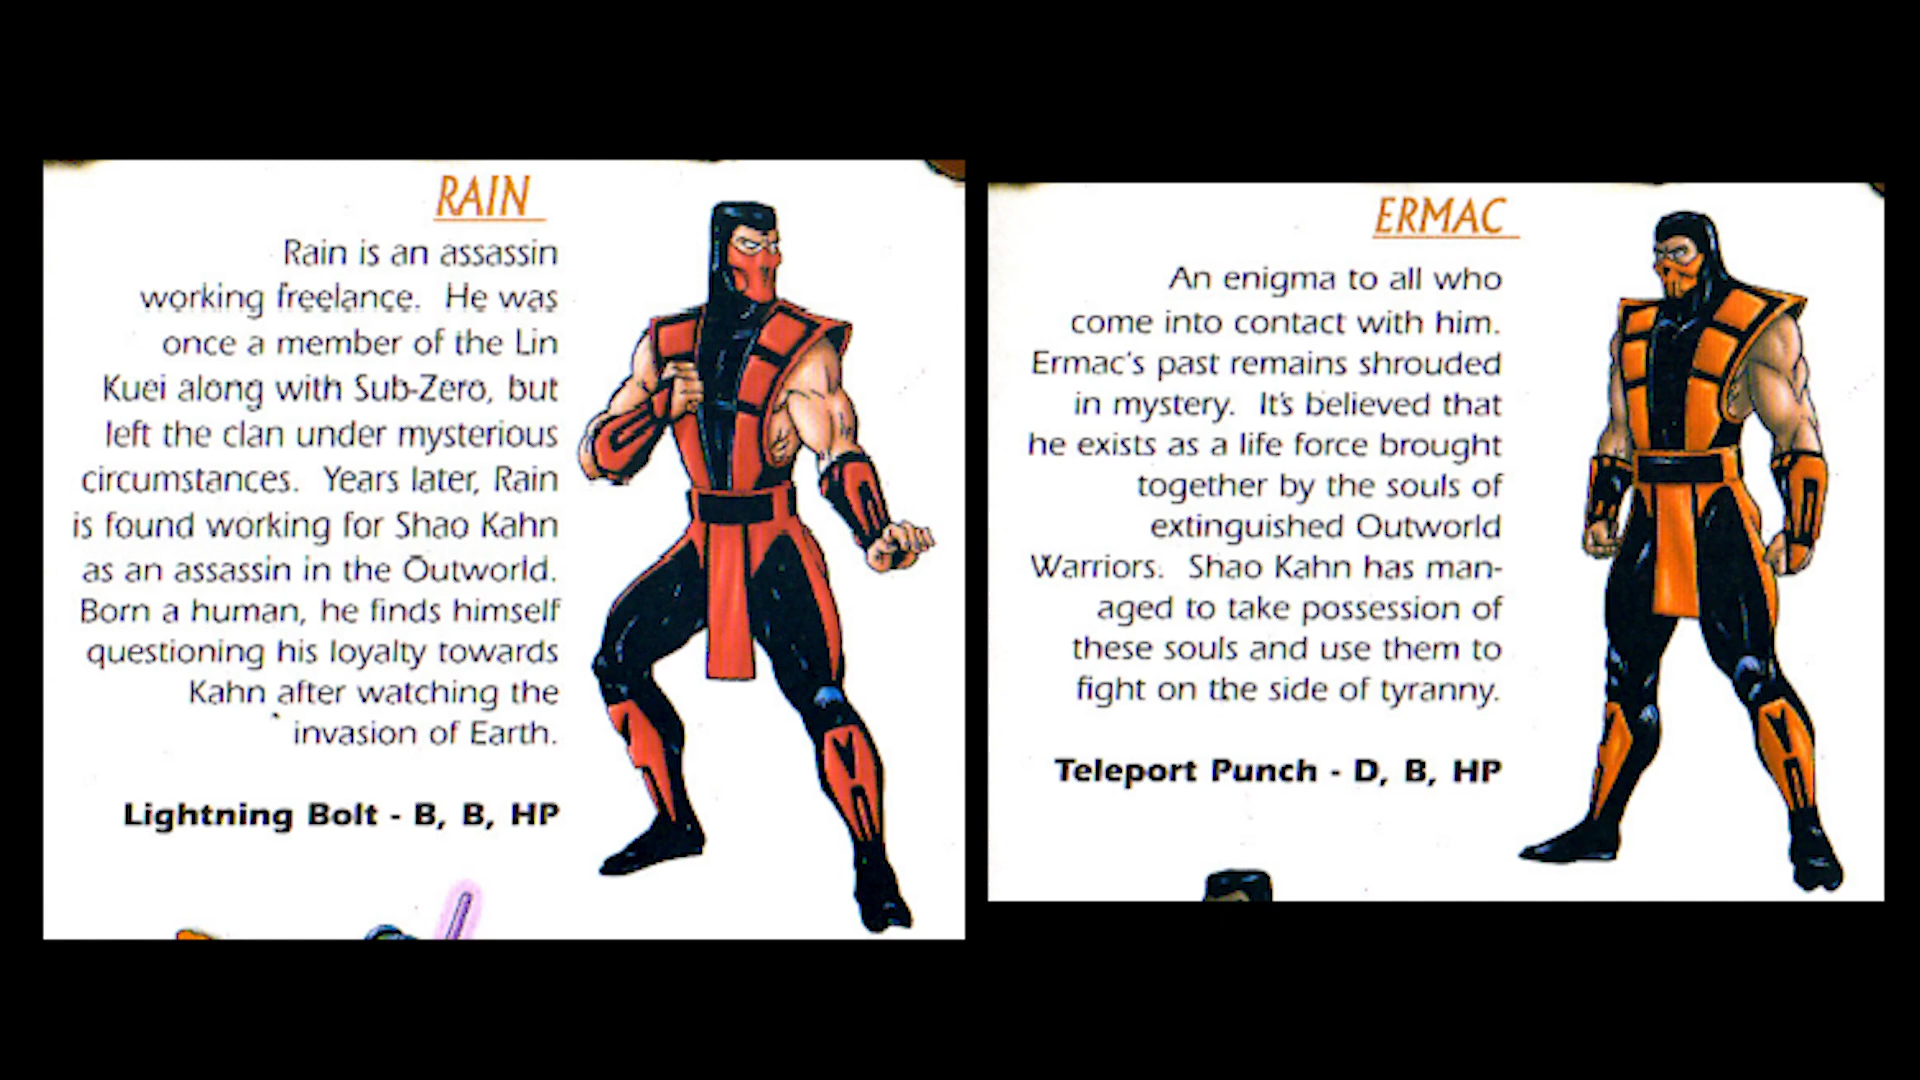 RAIN
Rain is an assassin
working freelance. He was
once a member of the Lin
Kuei along with Sub-Zero, but
left the clan under mysterious
circumstances. Years later, Rain
is found working for Shao Kahn
as an assassin in the Outworld.
Born a human, he finds himself
questioning his loyalty towards
Kahn after watching the
invasion of Earth.
Lightning Bolt - B, B, HP
ERMAC
An enigma to all who
come into contact with him.
Ermac's past remains shrouded
in mystery. It's believed that
he exists as a life force brought
together by the souls of
extinguished Outworld
Warriors. Shao Kahn has man-
aged to take possession of
these souls and use them to
fight on the side of tyranny.
Teleport Punch - D, B, HP